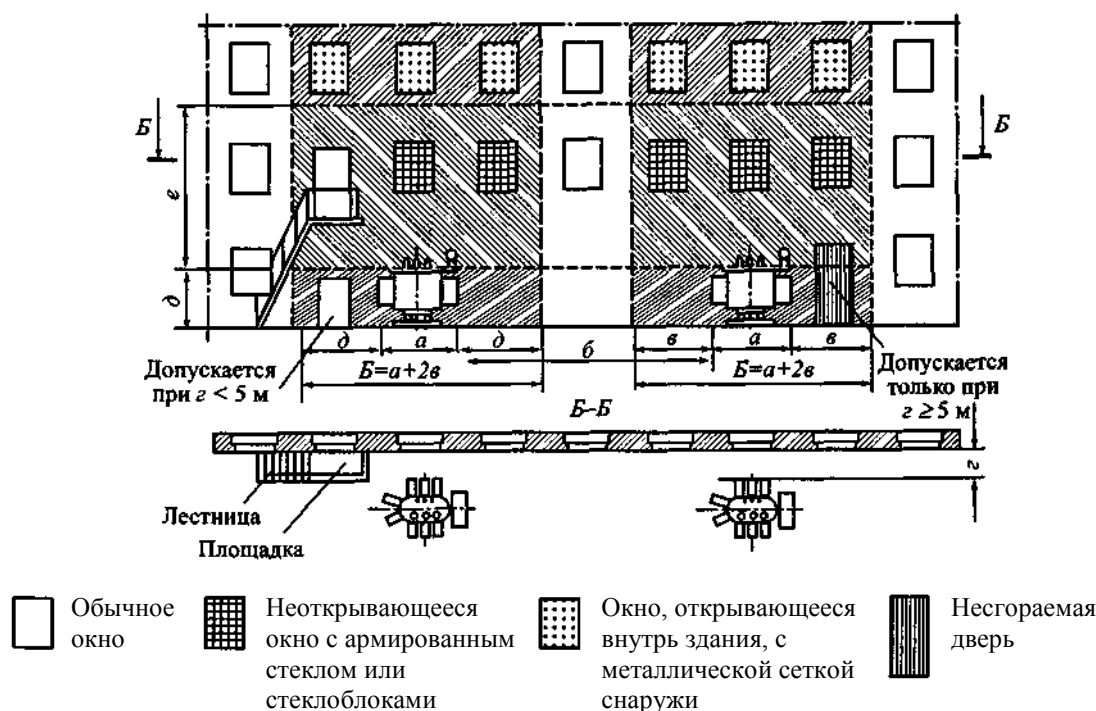 Б
Б
е
д
Допускается
при г < 5 м
д
а
д
б
в
а
в
Б=а+2в
Б=а+2в
Допускается
только при
г ≥ 5 м
Б–Б
г
Лестница
Площадка
Обычное
окно
Неоткрывающееся
окно с армированным
стеклом или
стеклоблоками
Окно, открывающееся
внутрь здания, с
металлической сеткой
снаружи
Несгораемая
дверь